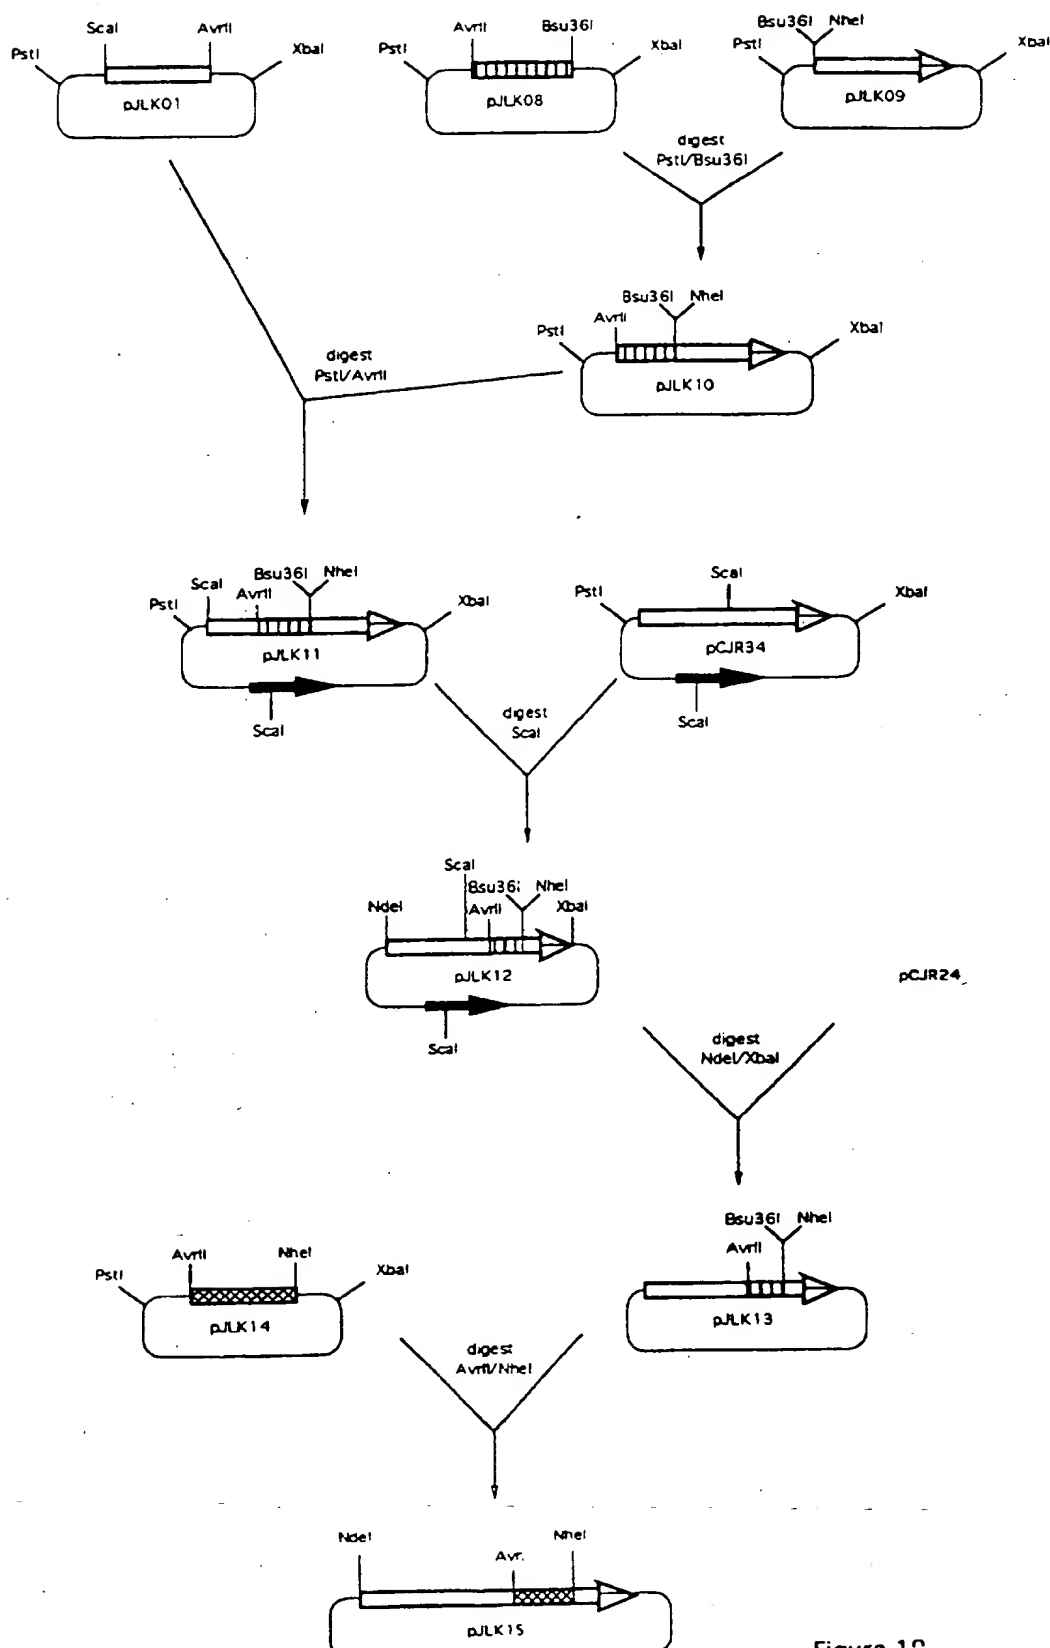 PstI ScaI AvrII XbaI
pJLK01
PstI AvrII Bsu36I XbaI
pJLK08
PstI Bsu36I NheI XbaI
pJLK09
digest
PstI/Bsu36I
PstI AvrII Bsu36I NheI XbaI
pJLK10
digest
PstI/AvrII
PstI ScaI AvrII Bsu36I NheI XbaI
pJLK11
ScaI
PstI ScaI XbaI
pCJR34
ScaI
digest
ScaI
NdeI ScaI AvrII Bsu36I NheI XbaI
pJLK12
ScaI
pCJR24
digest
NdeI/XbaI
AvrII Bsu36I NheI
pJLK13
PstI AvrII NheI XbaI
pJLK14
digest
AvrII/NheI
NdeI Avr. NheI
pJLK15
Figure